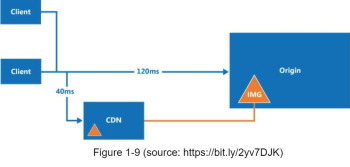 Client
Client
120ms
Origin
IMG
40ms
CDN
Figure 1-9 (source: https://bit.ly/2yv7DJK)